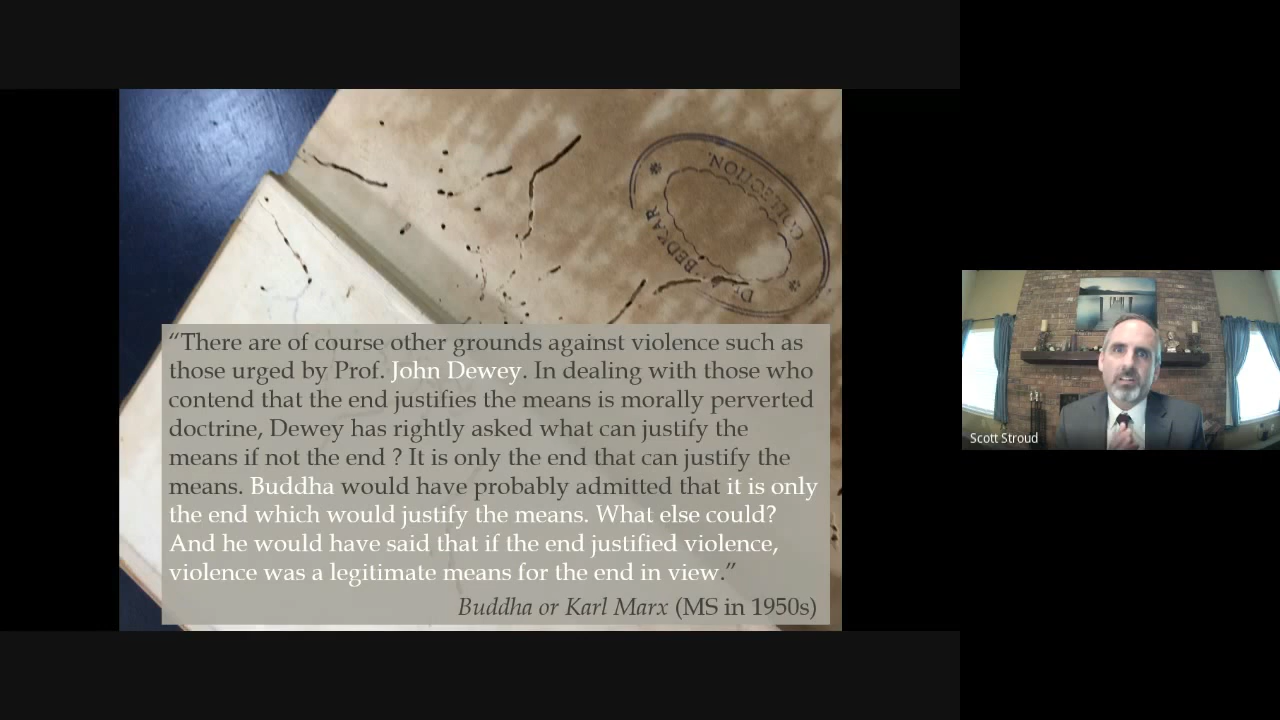 COLLECTION.
BEDKAR
“There are of course other grounds against violence such as
those urged by Prof. John Dewey. In dealing with those who
contend that the end justifies the means is morally perverted
doctrine, Dewey has rightly asked what can justify the
means if not the end ? It is only the end that can justify the
means. Buddha would have probably admitted that it is only
the end which would justify the means. What else could?
And he would have said that if the end justified violence,
violence was a legitimate means for the end in view.”
Buddha or Karl Marx (MS in 1950s)
Scott Stroud